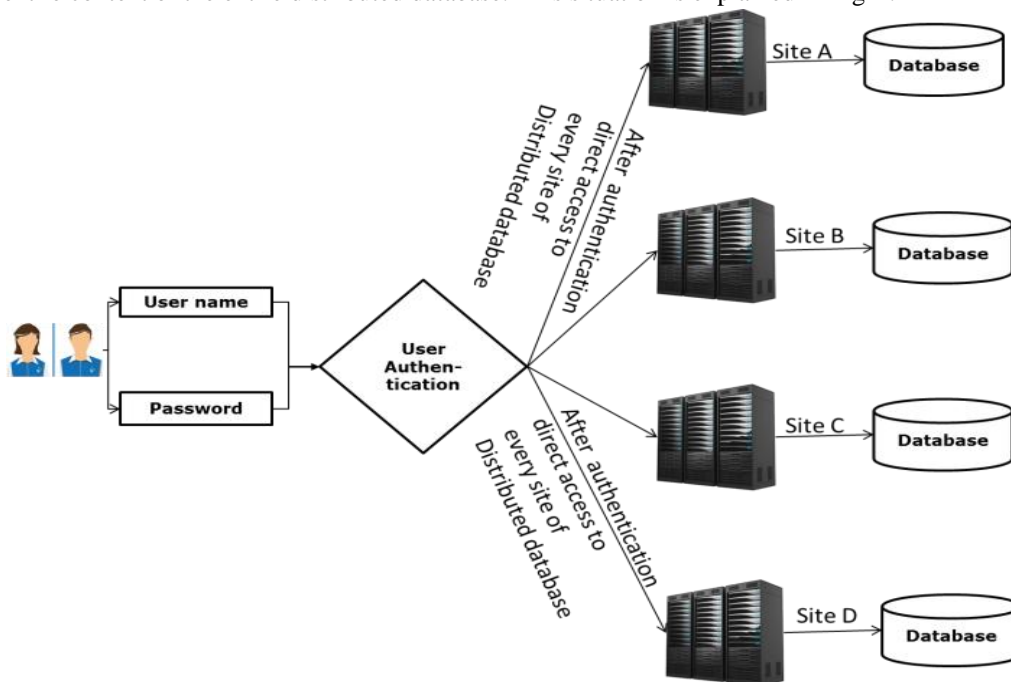 Site A
Database
After authentication
direct access to
every site of
Distributed database
Site B
Database
User name
User
Authen-
tication
Password
Site C
Database
After authentication
direct access to
every site of
Distributed database
Site D
Database